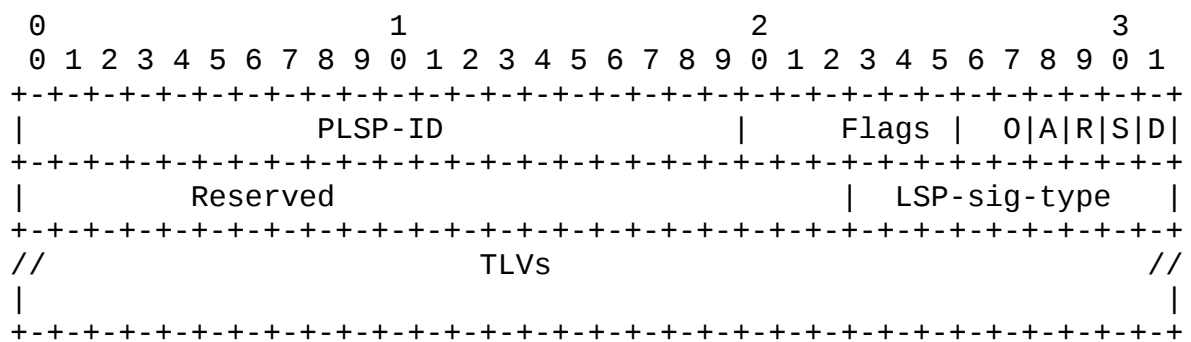 0                   1                   2                   3
 0 1 2 3 4 5 6 7 8 9 0 1 2 3 4 5 6 7 8 9 0 1 2 3 4 5 6 7 8 9 0 1
+-+-+-+-+-+-+-+-+-+-+-+-+-+-+-+-+-+-+-+-+-+-+-+-+-+-+-+-+-+-+-+-+
|                PLSP-ID                |     Flags |  O|A|R|S|D|
+-+-+-+-+-+-+-+-+-+-+-+-+-+-+-+-+-+-+-+-+-+-+-+-+-+-+-+-+-+-+-+-+
|         Reserved                            |  LSP-sig-type   |
+-+-+-+-+-+-+-+-+-+-+-+-+-+-+-+-+-+-+-+-+-+-+-+-+-+-+-+-+-+-+-+-+
//                        TLVs                                 //
|                                                               |
+-+-+-+-+-+-+-+-+-+-+-+-+-+-+-+-+-+-+-+-+-+-+-+-+-+-+-+-+-+-+-+-+